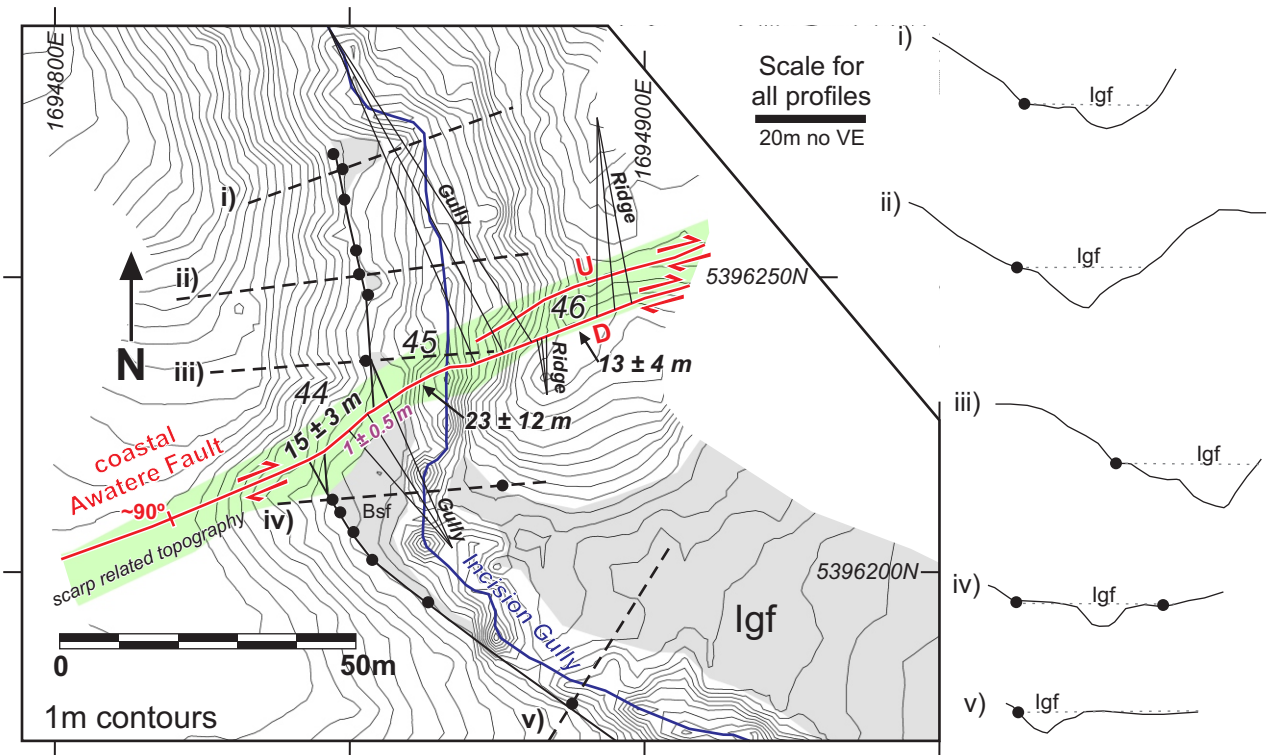 1694800E
Scale for
all profiles
20m no VE
1694900E
i)
Igf
i)
Gully
Ridge
ii)
Igf
ii)
U
5396250N
N
45
46
D
iii)
Ridge
13 ± 4 m
44
15 ± 3 m
1 ± 0.5 m
23 ± 12 m
iii)
Igf
coastal
Awatere Fault
~90º
scarp related topography
iv)
Bsf
Gully
Incision Gully
5396200N
iv)
Igf
Igf
0
50m
1m contours
v)
v)
Igf